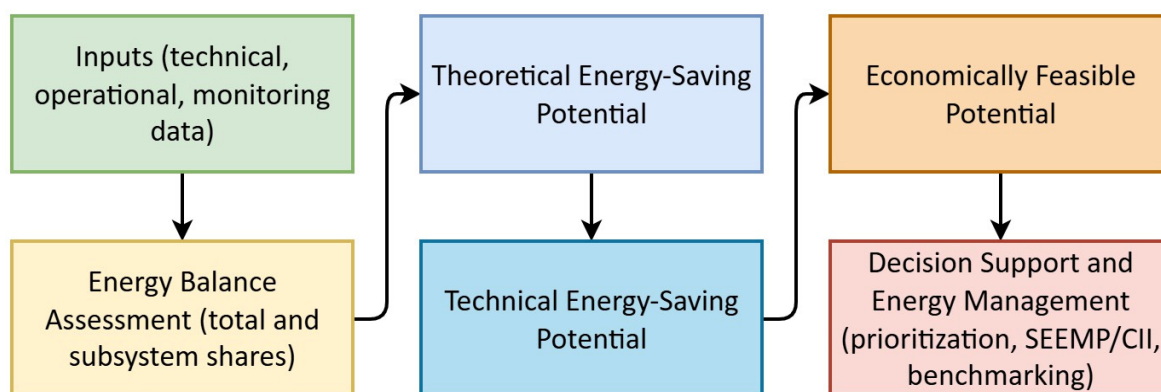 Inputs (technical,
operational, monitoring
data)
Energy Balance
Assessment (total and
subsystem shares)
Theoretical Energy-Saving
Potential
Technical Energy-Saving
Potential
Economically Feasible
Potential
Decision Support and
Energy Management
(prioritization, SEEMP/CII,
benchmarking)